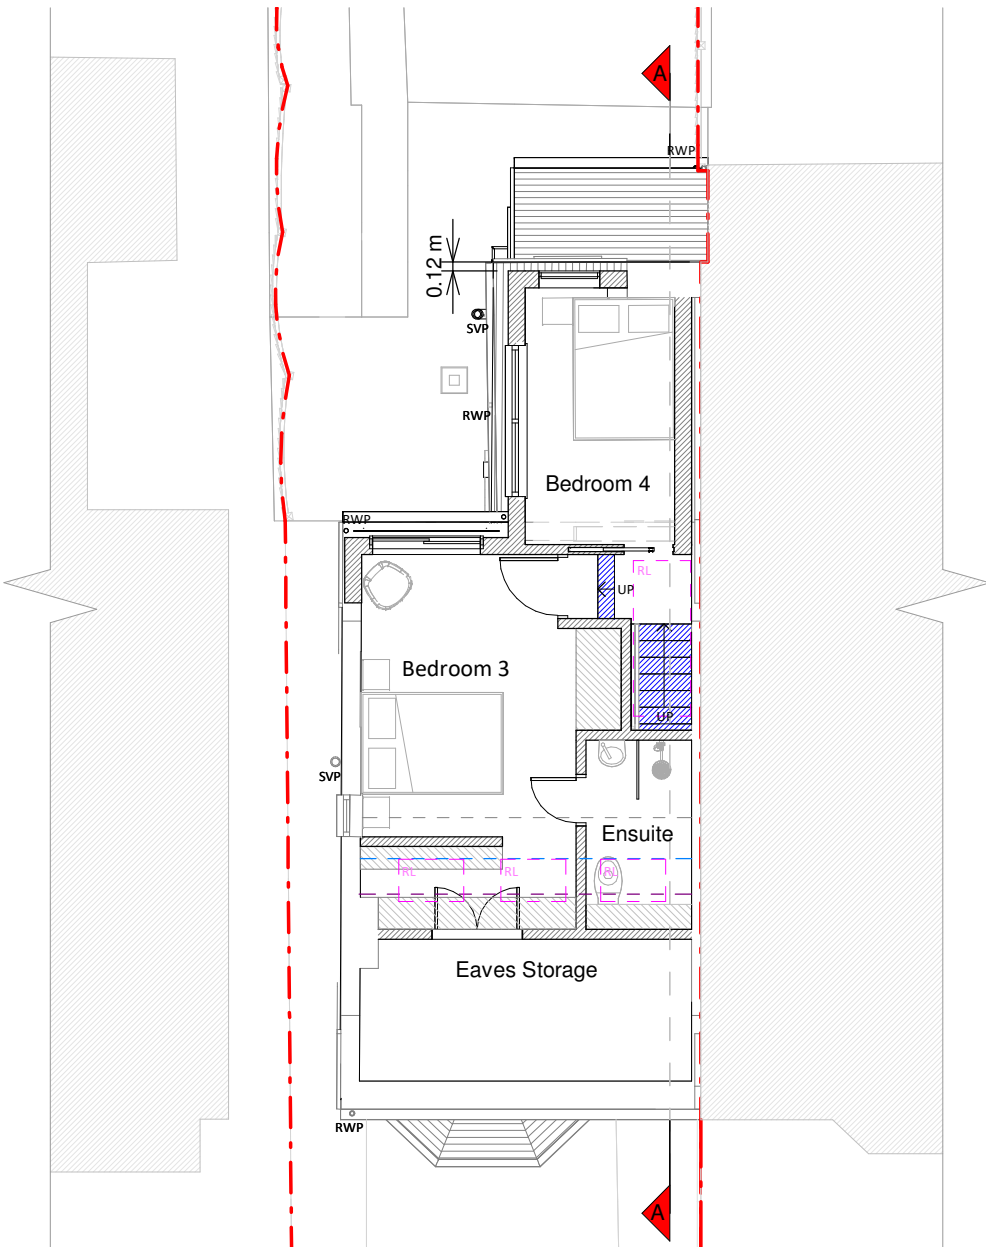 A
RWP
0.12 m
SVP
RWP
Bedroom 4
RWP
RL
UP
Bedroom 3
UP
SVP
Ensuite
RL
RL
RL
Eaves Storage
RWP
A